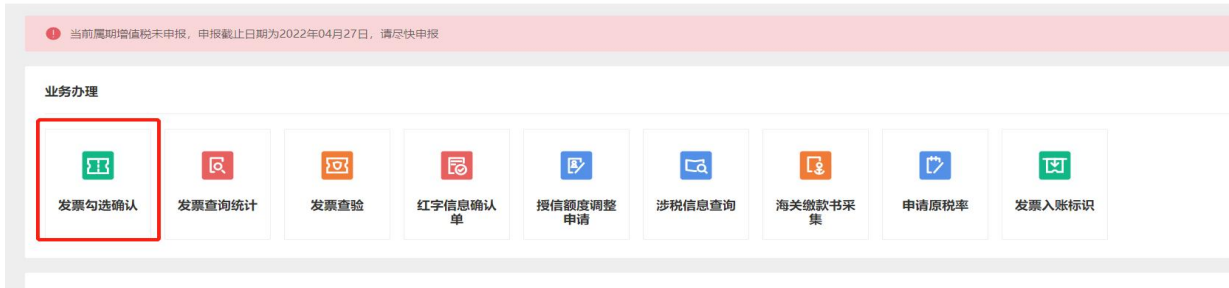 当前属期增值税未申报，申报截止日期为2022年04月27日，请尽快申报
业务办理
发票勾选确认
发票查询统计
发票查验
红字信息确认
单
授信额度调整
申请
涉税信息查询
海关缴款书采
集
申请原税率
发票入账标识